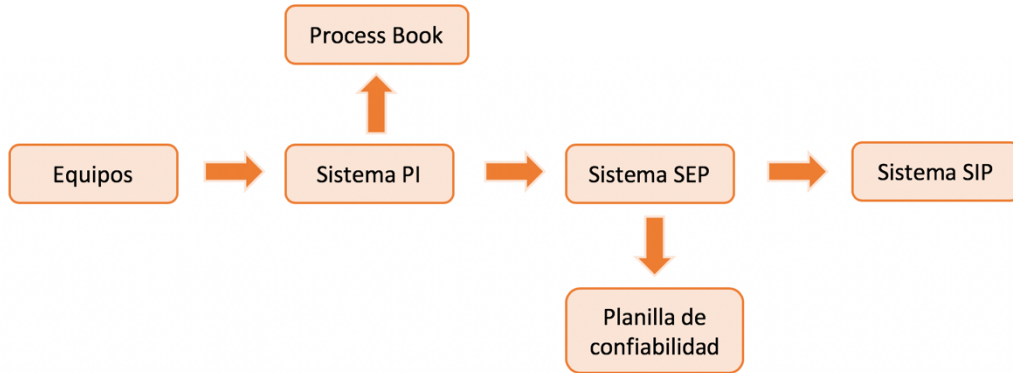 Process Book
Equipos
Sistema PI
Sistema SEP
Sistema SIP
Planilla de
confiabilidad